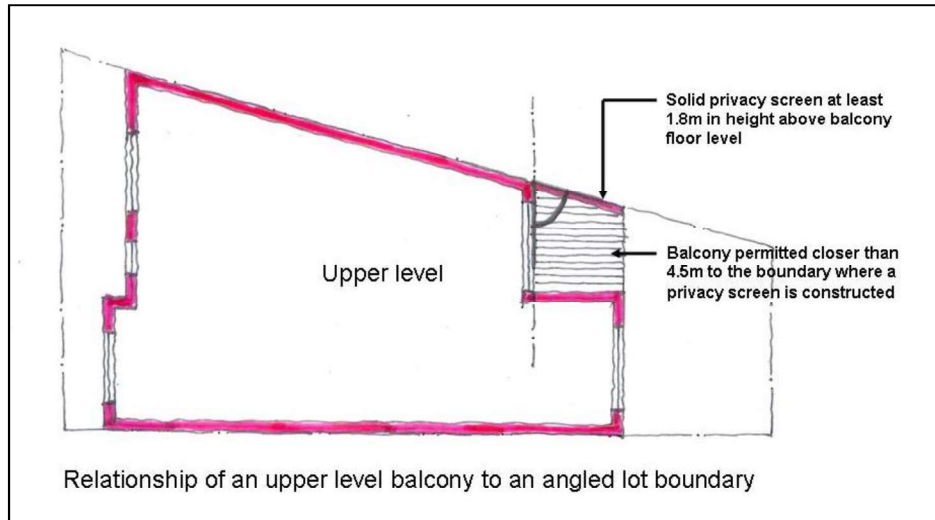 Solid privacy screen at least
1.8m in height above balcony
floor level
Upper level
Balcony permitted closer than
4.5m to the boundary where a
privacy screen is constructed
Relationship of an upper level balcony to an angled lot boundary